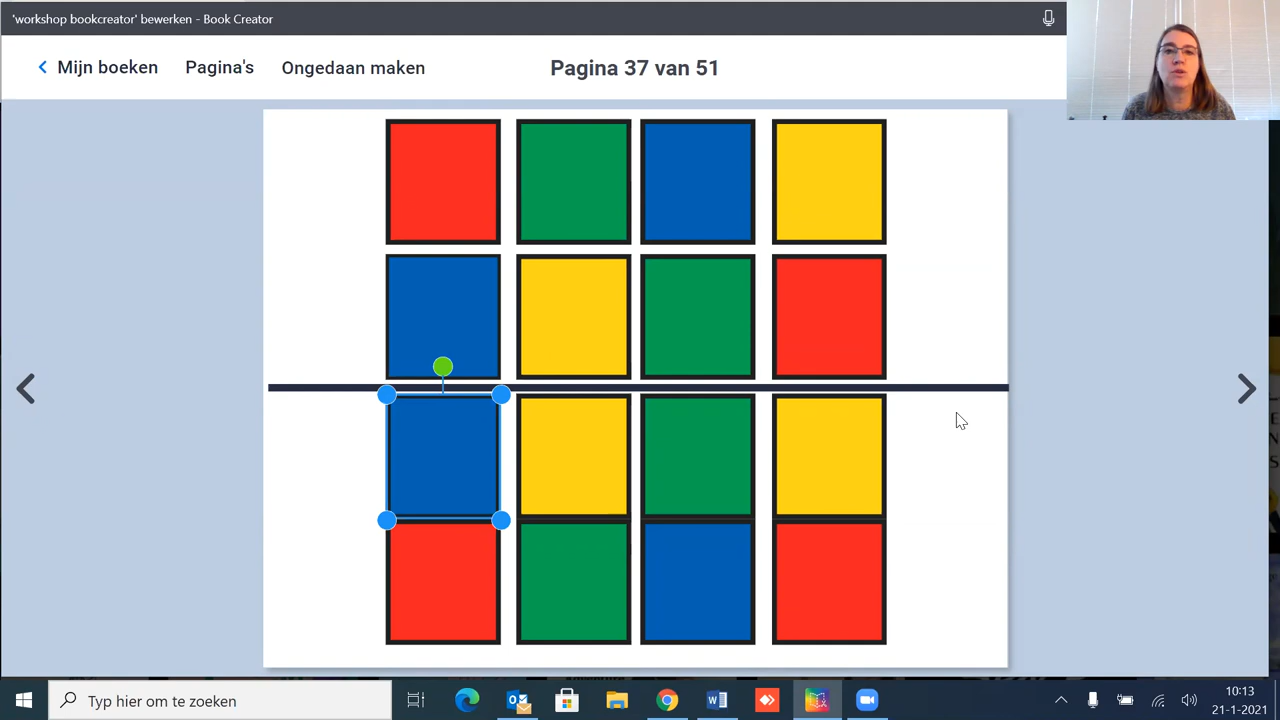 'workshop bookcreator' bewerken - Book Creator
Mijn boeken Pagina's Ongedaan maken Pagina 37 van 51
Typ hier om te zoeken
10:13
21-1-2021